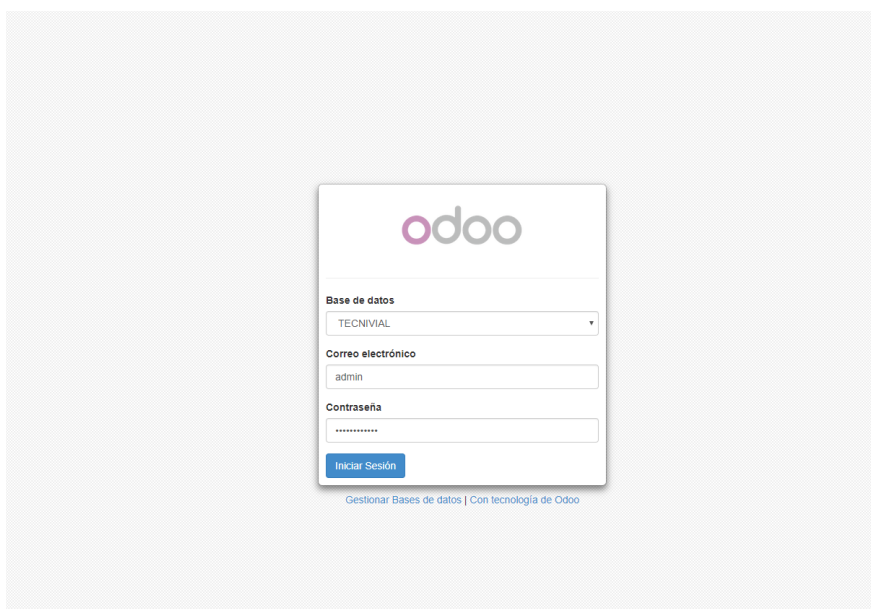 odoo
Base de datos
TECNIVIAL
Correo electrónico
admin
Contraseña
••••••••••••
Iniciar Sesión
Gestionar Bases de datos | Con tecnología de Odoo